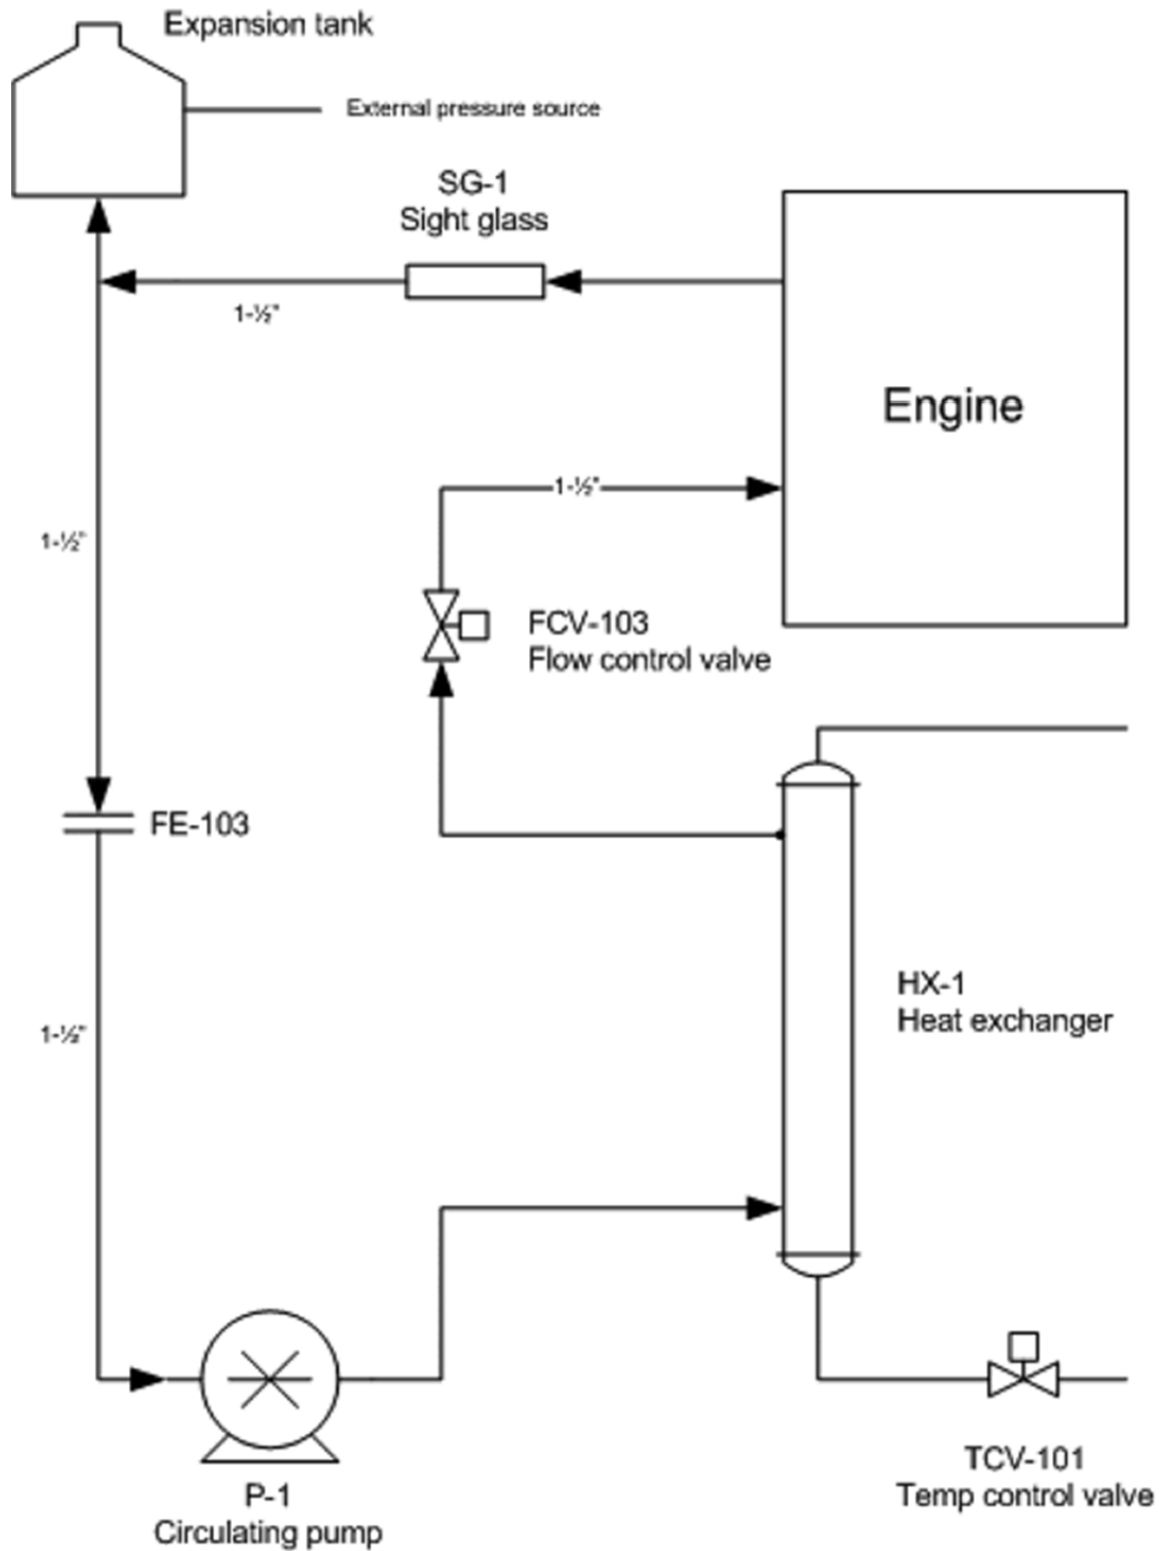 Expansion tank
External pressure source
SG-1
Sight glass
1-½"
Engine
1-½"
1-½"
FCV-103
Flow control valve
FE-103
HX-1
Heat exchanger
1-½"
TCV-101
Temp control valve
P-1
Circulating pump